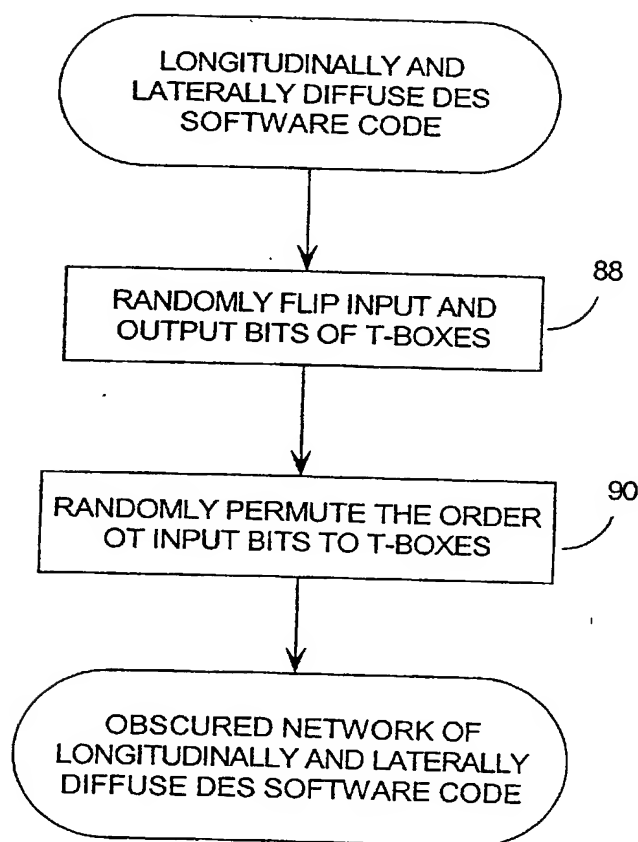 LONGITUDINALLY AND
LATERALLY DIFFUSE DES
SOFTWARE CODE
88
RANDOMLY FLIP INPUT AND
OUTPUT BITS OF T-BOXES
90
RANDOMLY PERMUTE THE ORDER
OT INPUT BITS TO T-BOXES
OBSCURED NETWORK OF
LONGITUDINALLY AND LATERALLY
DIFFUSE DES SOFTWARE CODE